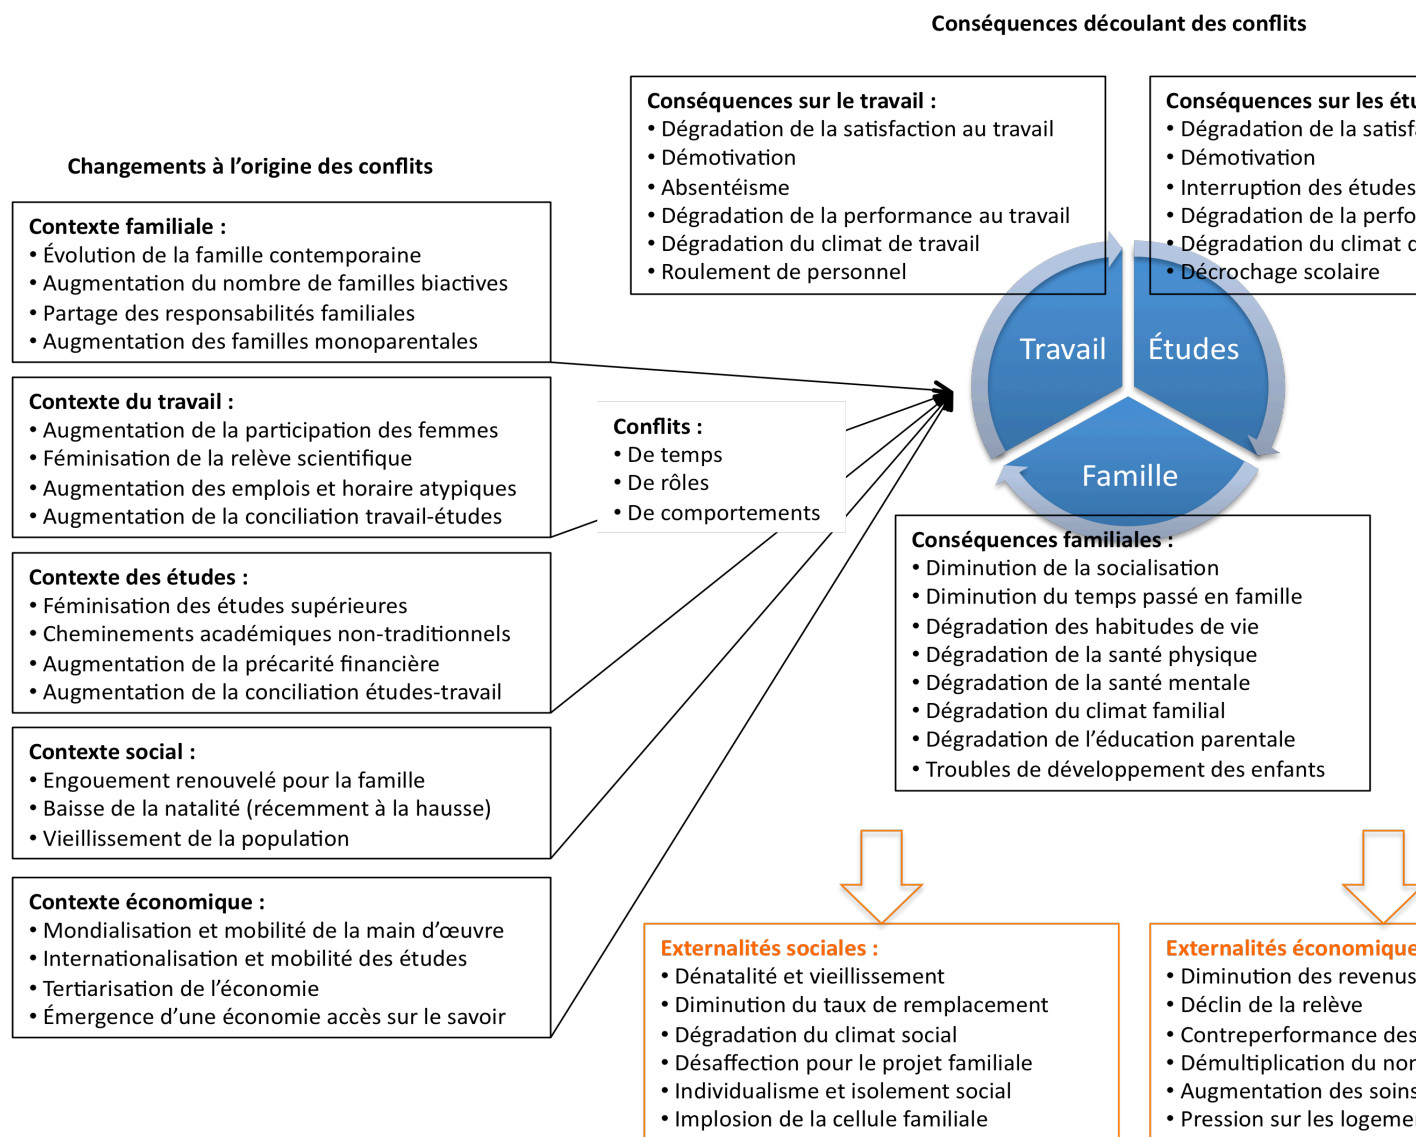 Conséquences découlant des conflits
Changements à l’origine des conflits
Contexte familiale :
• Évolution de la famille contemporaine
• Augmentation du nombre de familles biactives
• Partage des responsabilités familiales
• Augmentation des familles monoparentales
Contexte du travail :
• Augmentation de la participation des femmes
• Féminisation de la relève scientifique
• Augmentation des emplois et horaire atypiques
• Augmentation de la conciliation travail-études
Contexte des études :
• Féminisation des études supérieures
• Cheminements académiques non-traditionnels
• Augmentation de la précarité financière
• Augmentation de la conciliation études-travail
Contexte social :
• Engouement renouvelé pour la famille
• Baisse de la natalité (récemment à la hausse)
• Vieillissement de la population
Contexte économique :
• Mondialisation et mobilité de la main d’œuvre
• Internationalisation et mobilité des études
• Tertiarisation de l’économie
• Émergence d’une économie accès sur le savoir
Conflits :
• De temps
• De rôles
• De comportements
Conséquences sur le travail :
• Dégradation de la satisfaction au travail
• Démotivation
• Absentéisme
• Dégradation de la performance au travail
• Dégradation du climat de travail
• Roulement de personnel
Conséquences sur les
• Dégradation de la
• Démotivation
• Interruption des études
• Dégradation de la
• Dégradation du climat
• Décrochage scolaire
Travail
Études
Famille
Conséquences familiales :
• Diminution de la socialisation
• Diminution du temps passé en famille
• Dégradation des habitudes de vie
• Dégradation de la santé physique
• Dégradation de la santé mentale
• Dégradation du climat familial
• Dégradation de l’éducation parentale
• Troubles de développement des enfants
Externalités sociales :
• Dénatalité et vieillissement
• Diminution du taux de remplacement
• Dégradation du climat social
• Désaffection pour le projet familiale
• Individualisme et isolement social
• Implosion de la cellule familiale
Externalités
• Diminution des revenus
• Déclin de la relève
• Contreperformance des
• Démultiplication du
• Augmentation des soins
• Pression sur les